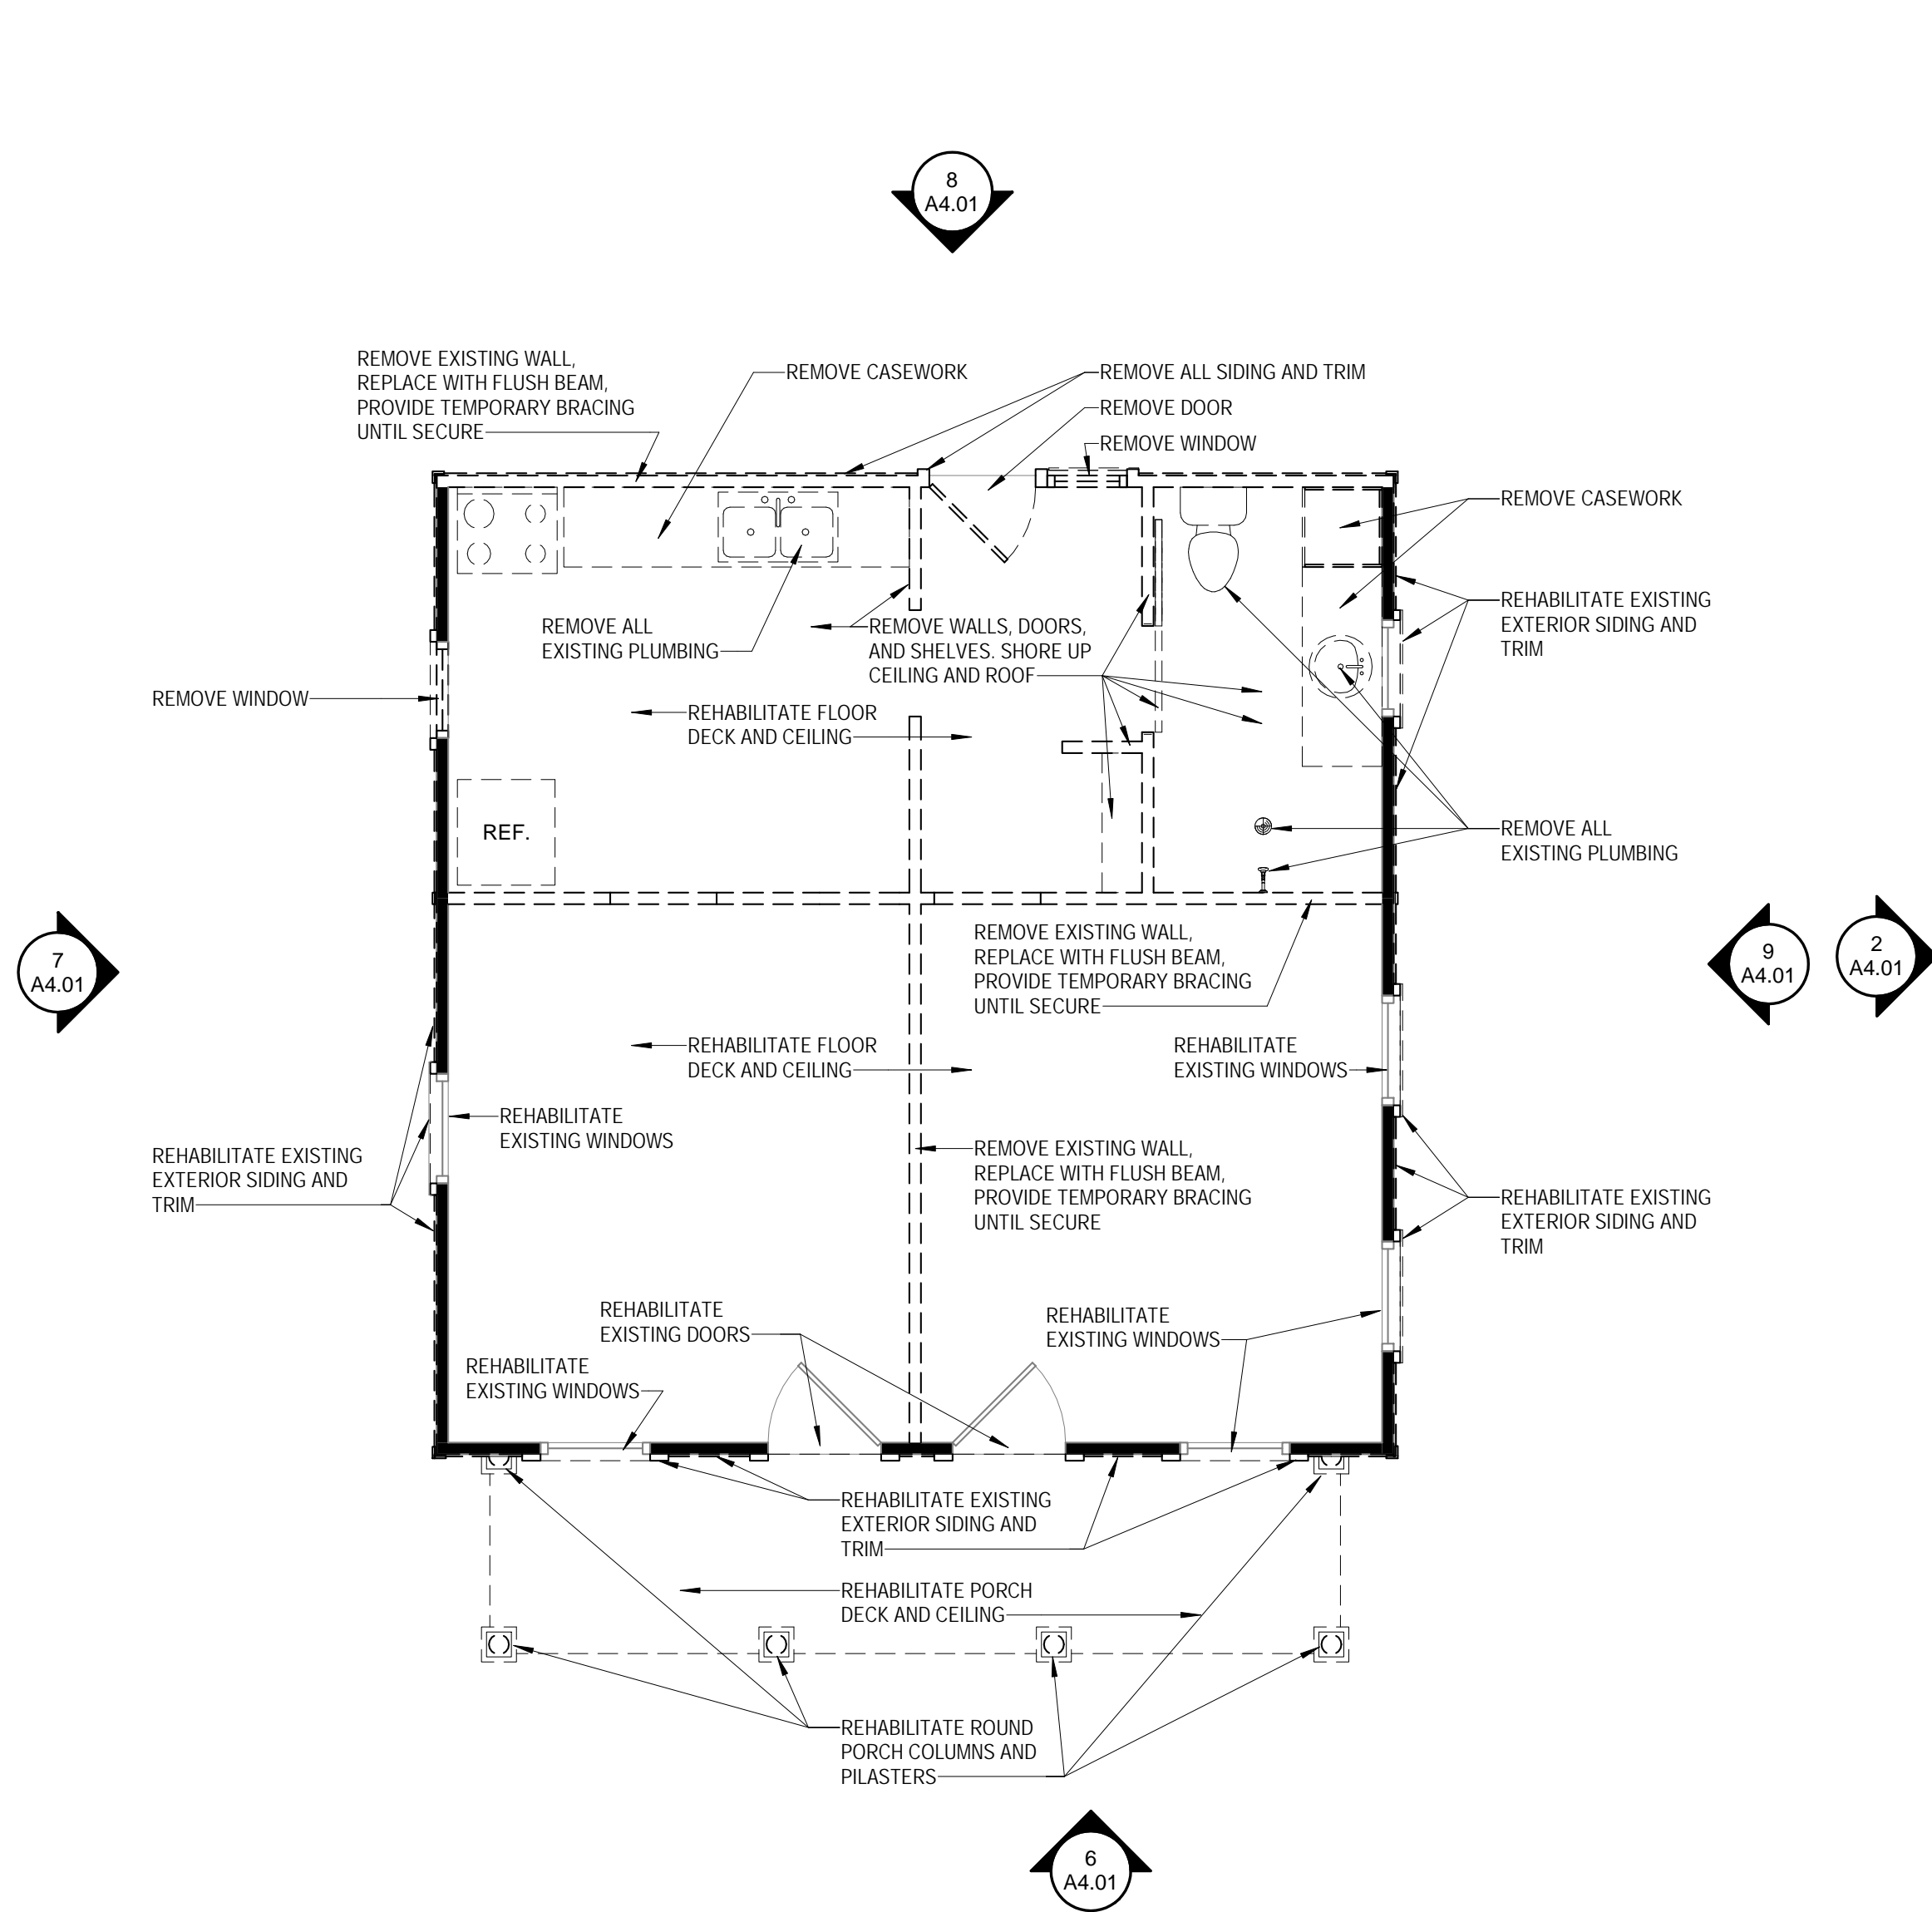 8
A4.01
REMOVE EXISTING WALL,
REPLACE WITH FLUSH BEAM,
PROVIDE TEMPORARY BRACING
UNTIL SECURE
REMOVE CASEWORK
REMOVE ALL SIDING AND TRIM
REMOVE DOOR
REMOVE WINDOW
REMOVE CASEWORK
REHABILITATE EXISTING
EXTERIOR SIDING AND
TRIM
REMOVE ALL
EXISTING PLUMBING
REMOVE WALLS, DOORS,
AND SHELVES. SHORE UP
CEILING AND ROOF
REMOVE WINDOW
REHABILITATE FLOOR
DECK AND CEILING
REF.
REMOVE ALL
EXISTING PLUMBING
7
A4.01
REMOVE EXISTING WALL,
REPLACE WITH FLUSH BEAM,
PROVIDE TEMPORARY BRACING
UNTIL SECURE
9
A4.01
2
A4.01
REHABILITATE FLOOR
DECK AND CEILING
REHABILITATE
EXISTING WINDOWS
REHABILITATE
EXISTING WINDOWS
REHABILITATE EXISTING
EXTERIOR SIDING AND
TRIM
REMOVE EXISTING WALL,
REPLACE WITH FLUSH BEAM,
PROVIDE TEMPORARY BRACING
UNTIL SECURE
REHABILITATE EXISTING
EXTERIOR SIDING AND
TRIM
REHABILITATE
EXISTING DOORS
REHABILITATE
EXISTING WINDOWS
REHABILITATE
EXISTING WINDOWS
REHABILITATE EXISTING
EXTERIOR SIDING AND
TRIM
REHABILITATE PORCH
DECK AND CEILING
REHABILITATE ROUND
PORCH COLUMNS AND
PILASTERS
6
A4.01